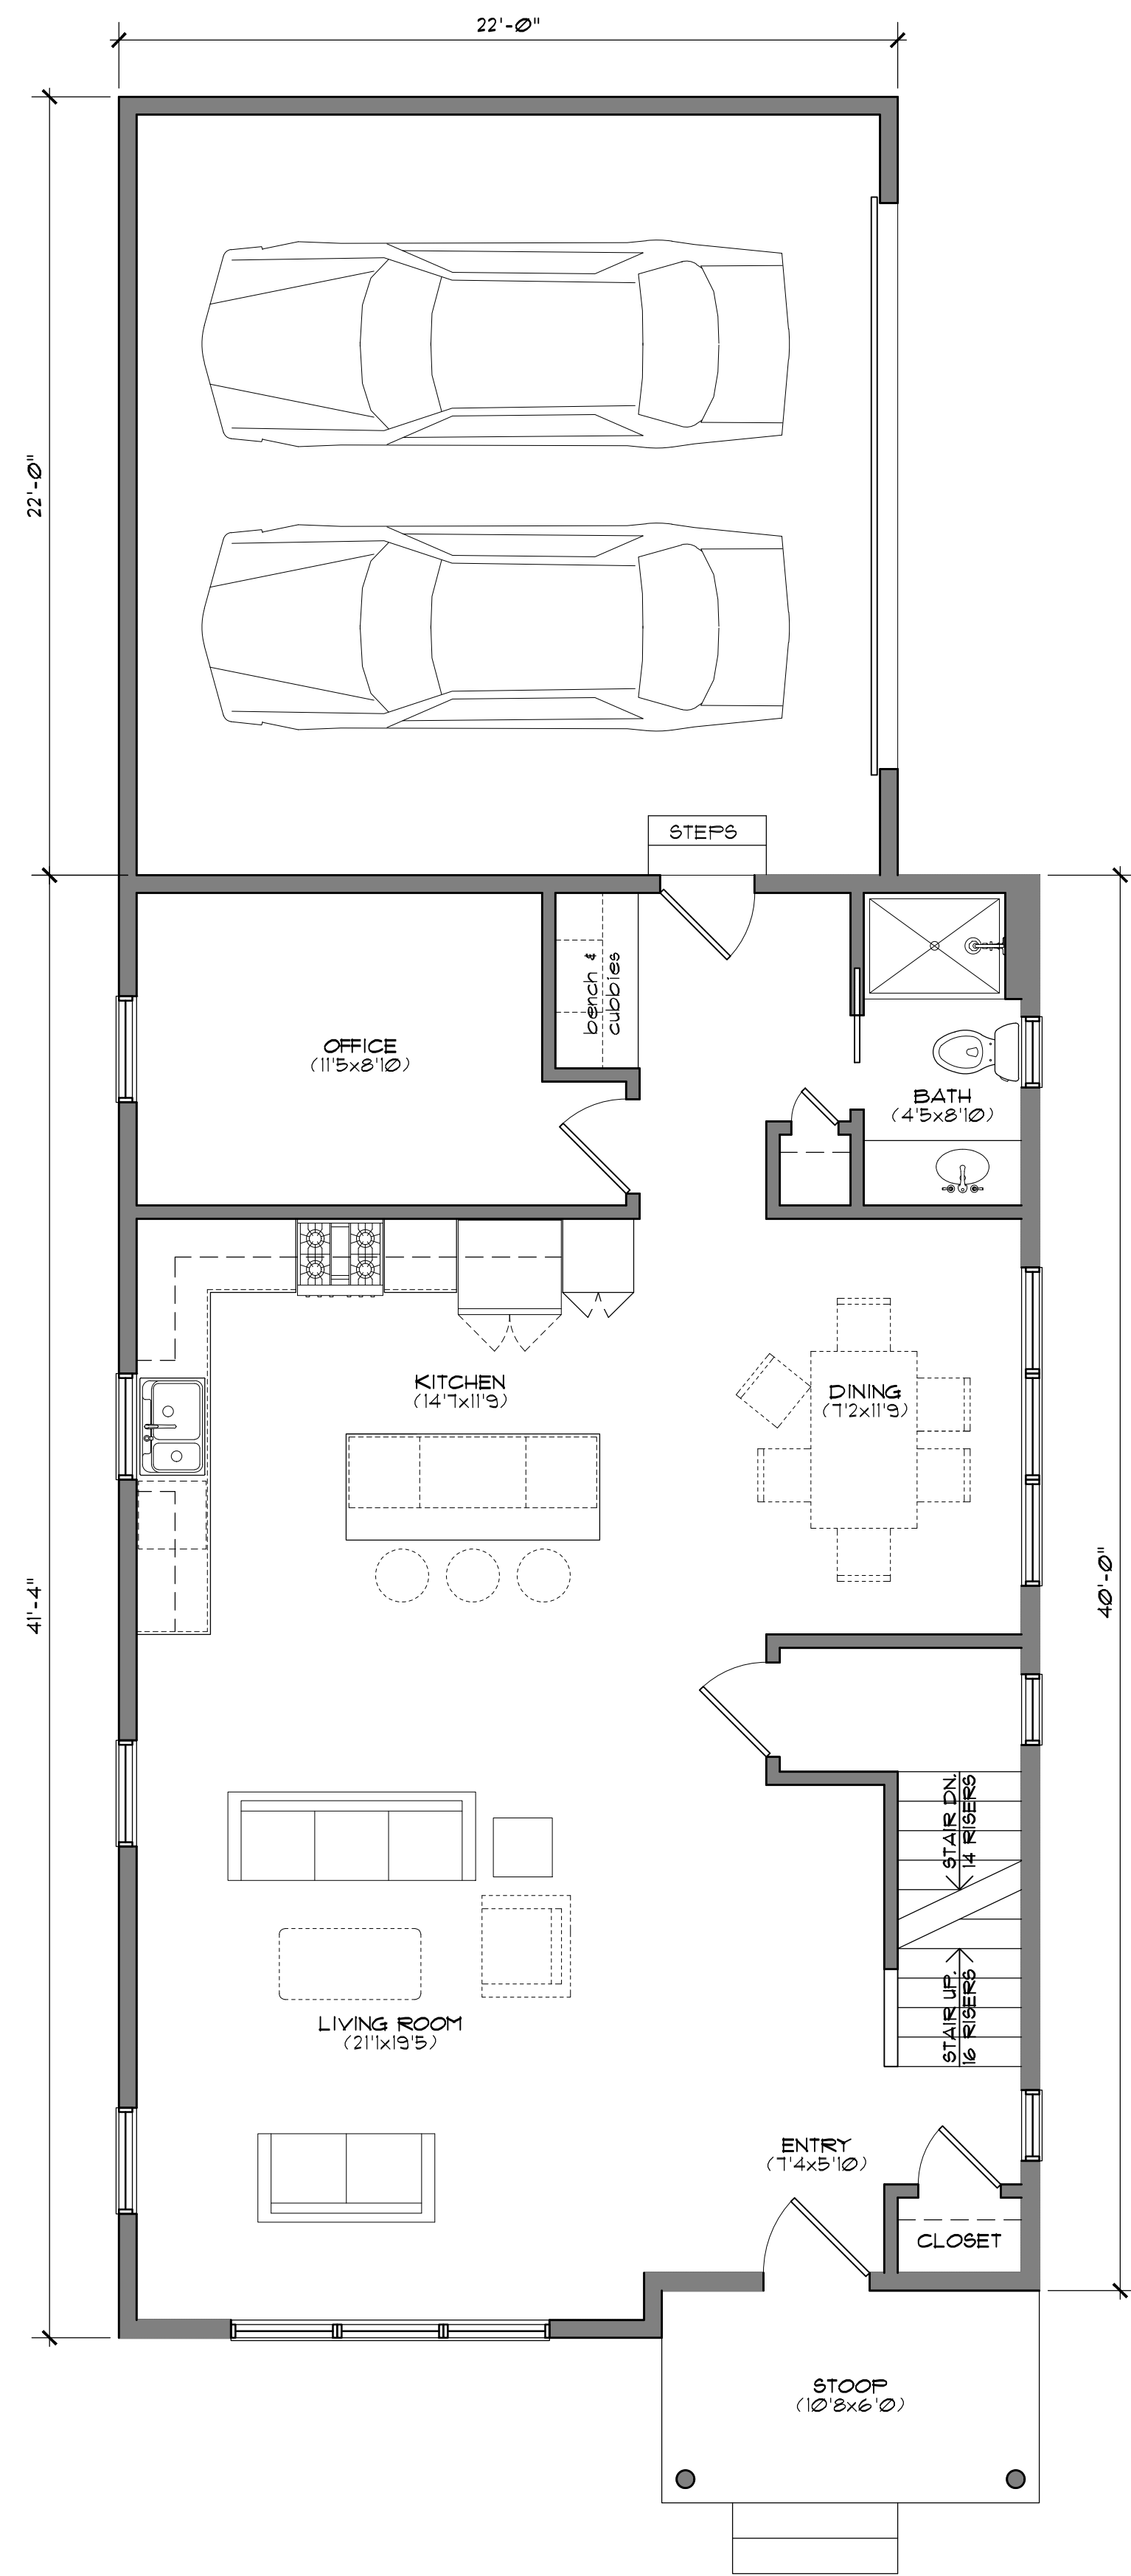 22'-0"
22'-0"
STEPS
bench &
cubbies
OFFICE
(11'5x8'10)
BATH
(4'5x8'10)
KITCHEN
(14'7x11'9)
DINING
(7'2x11'9)
41'-4"
40'-0"
STAIR DN.
14 RISERS
STAIR UP.
16 RISERS
LIVING ROOM
(21'1x19'5)
ENTRY
(7'4x5'10)
CLOSET
STOOP
(10'8x6'0)